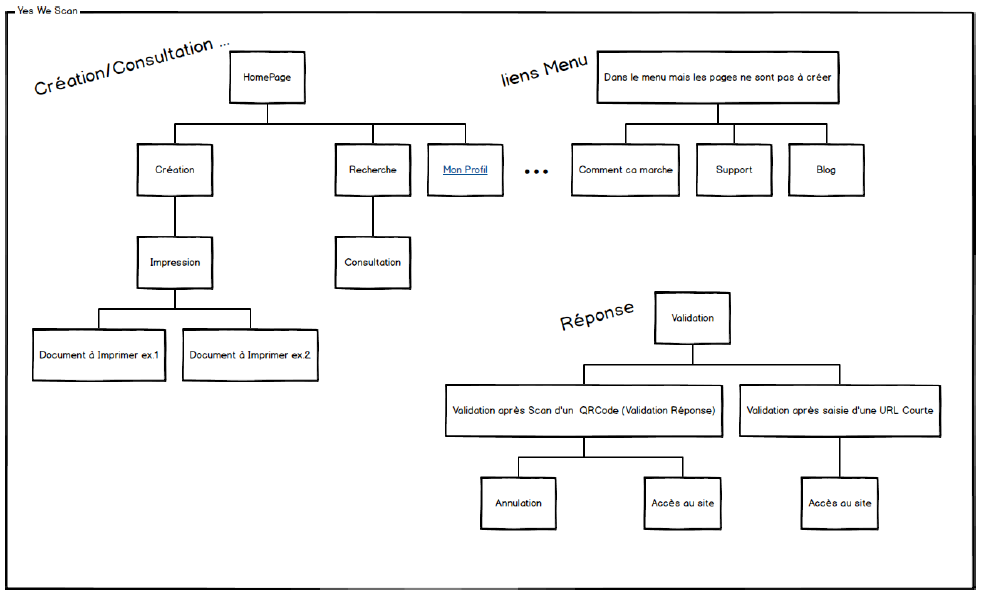 Yes We Scan
Création/Consultation ...
HomePage
liens Menu
Dans le menu mais les pages ne sont pas à créer
Création
Recherche
Mon Profil
...
Comment ca marche
Support
Blog
Impression
Consultation
Réponse
Validation
Document à Imprimer ex.1
Document à Imprimer ex.2
Validation après Scan d'un QRCode (Validation Réponse)
Validation après saisie d'une URL Courte
Annulation
Accès au site
Accès au site